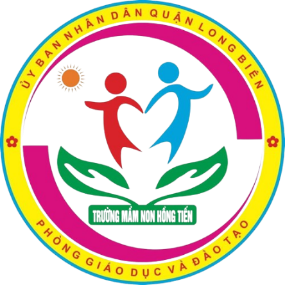 ỦY BAN NHÂN DÂN QUẬN LONG BIÊN
TRƯỜNG MẦM NON HỒNG TIẾN
PHÒNG GIÁO DỤC VÀ ĐÀO TẠO